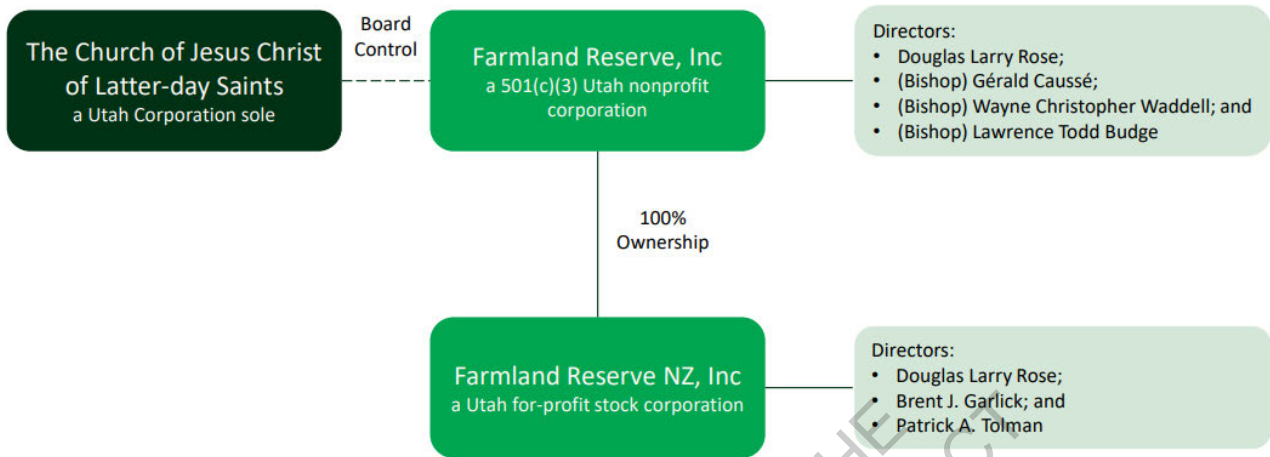 The Church of Jesus Christ
of Latter-day Saints
a Utah Corporation sole
Board
Control
Farmland Reserve, Inc
a 501(c)(3) Utah nonprofit
corporation
Directors:
• Douglas Larry Rose;
• (Bishop) Gérald Caussé;
• (Bishop) Wayne Christopher Waddell; and
• (Bishop) Lawrence Todd Budge
100%
Ownership
Farmland Reserve NZ, Inc
a Utah for-profit stock corporation
Directors:
• Douglas Larry Rose;
• Brent J. Garlick; and
• Patrick A. Tolman
THE
CT